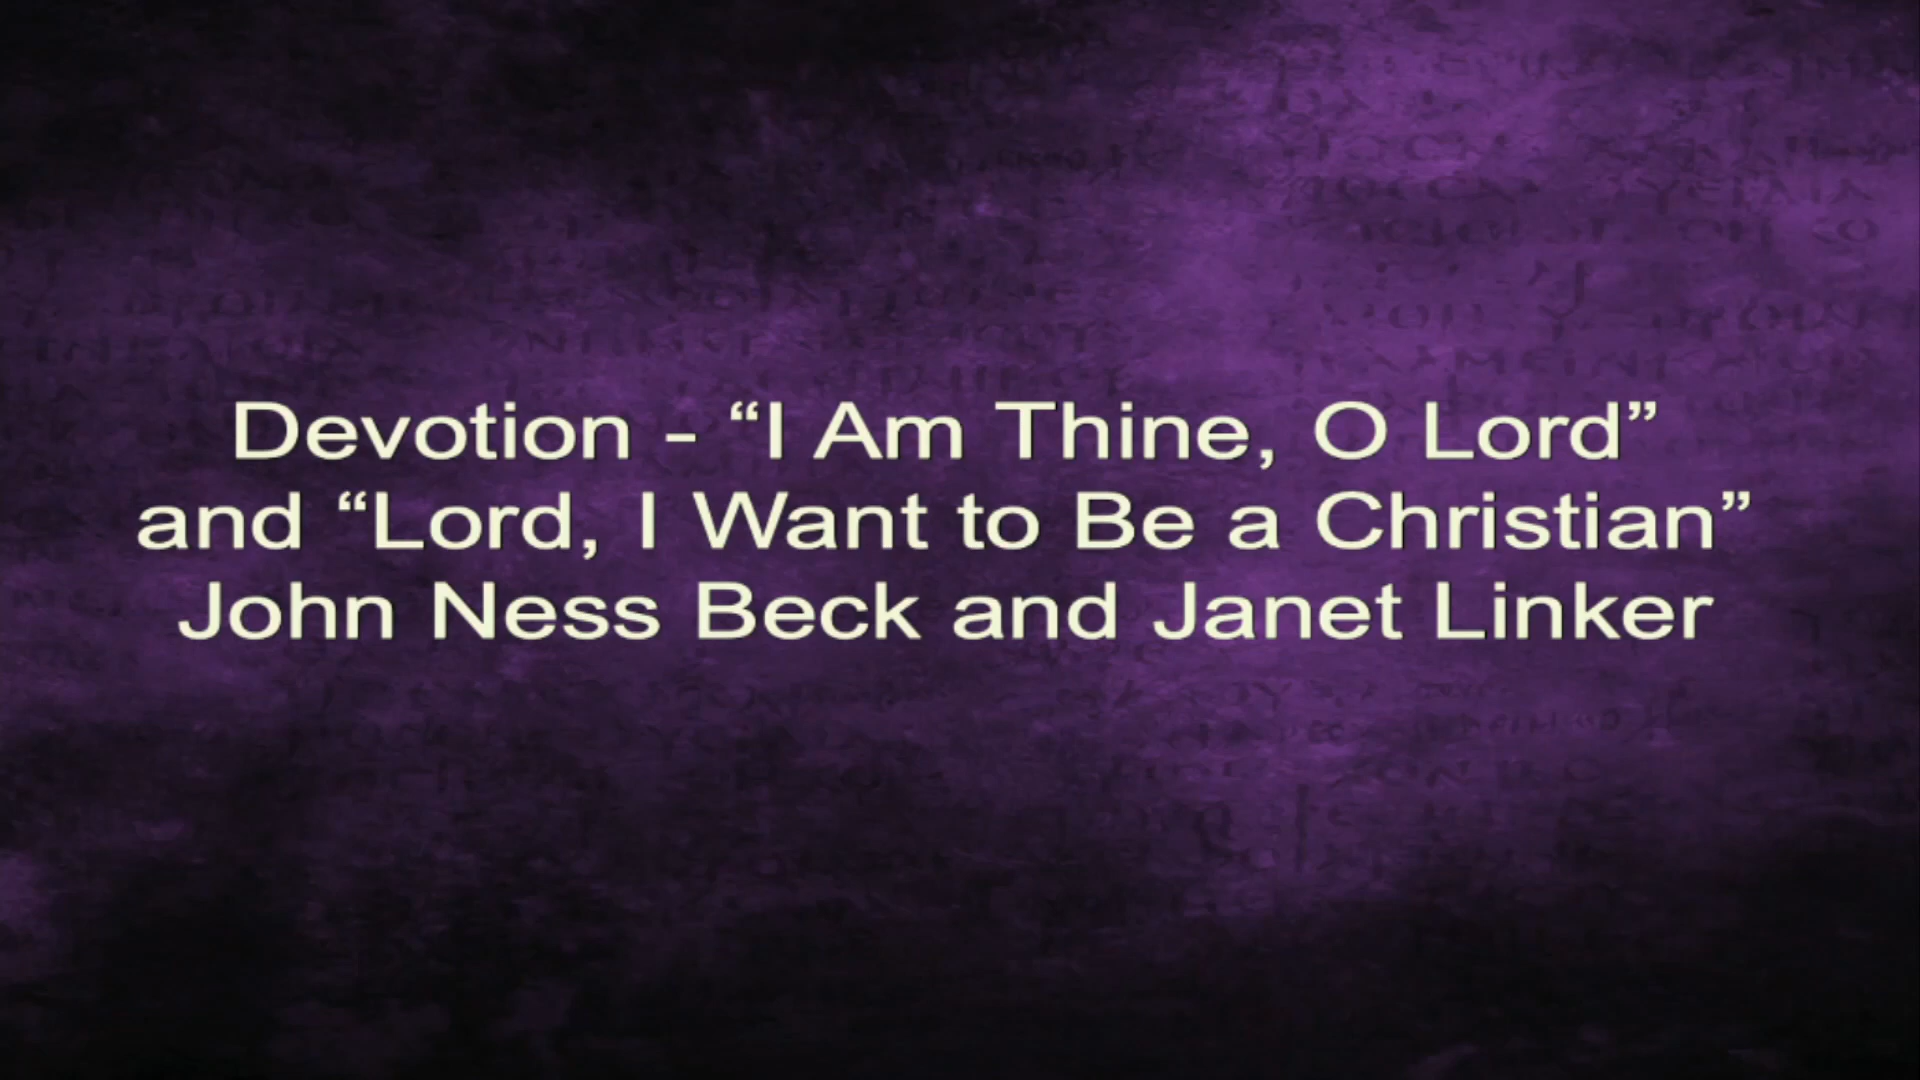 Devotion - “I Am Thine, O Lord”
and “Lord, I Want to Be a Christian”
John Ness Beck and Janet Linker